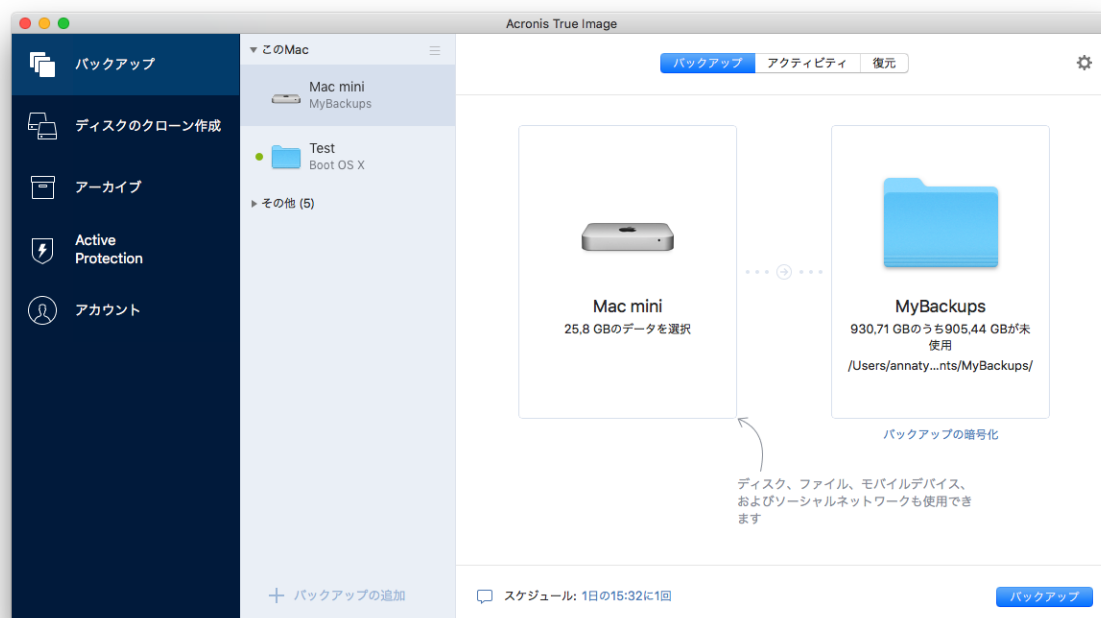 Acronis True Image
バックアップ
ディスクのクローン作成
アーカイブ
Active
Protection
アカウント
このMac
Mac mini
MyBackups
Test
Boot OS X
その他 (5)
バックアップの追加
バックアップ アクティビティ 復元
Mac mini
25,8 GBのデータを選択
MyBackups
930,71 GBのうち905,44 GBが未
使用
/Users/annaty...nts/MyBackups/
バックアップの暗号化
ディスク、ファイル、モバイルデバイス、
およびソーシャルネットワークも使用でき
ます
スケジュール: 1日の15:32に1回
バックアップ